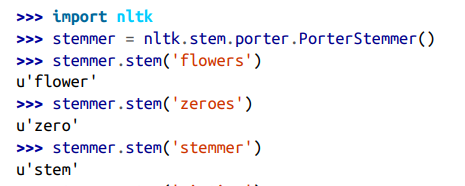 >>> import nltk
>>> stemmer = nltk.stem.porter.PorterStemmer()
>>> stemmer.stem('flowers')
u'flower'
>>> stemmer.stem('zeroes')
u'zero'
>>> stemmer.stem('stemmer')
u'stem'